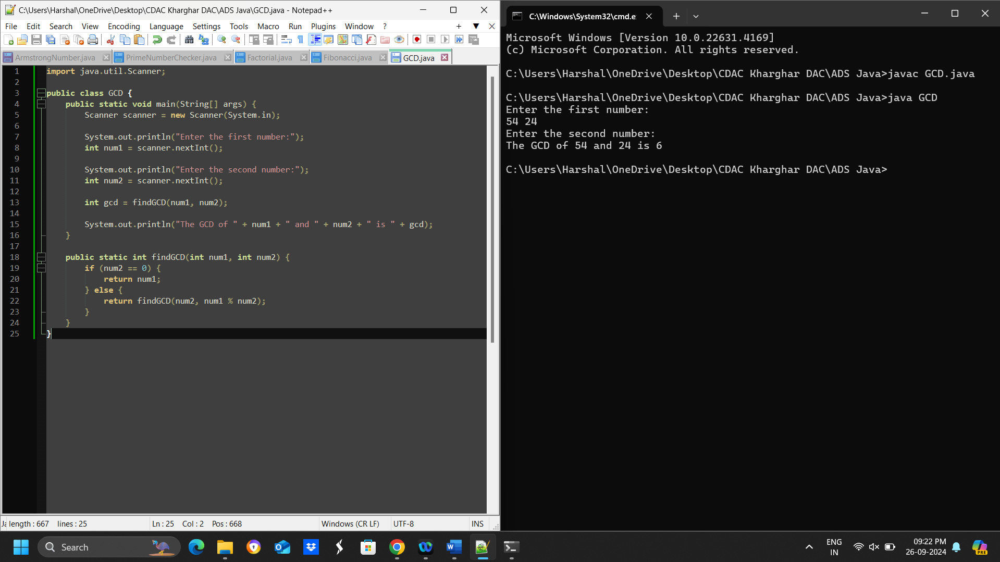 C:\Users\Harshal\OneDrive\Desktop\CDAC Kharghar DAC\ADS Java\GCD.java - Notepad++
File Edit Search View Encoding Language Settings Tools Macro Run Plugins Window ?
ArmstrongNumber.java PrimeNumberChecker.java Factorial.java Fibonacci.java GCD.java
1 import java.util.Scanner;
2
3 public class GCD {
4 public static void main(String[] args) {
5 Scanner scanner = new Scanner(System.in);
6
7 System.out.println("Enter the first number:");
8 int num1 = scanner.nextInt();
9
10 System.out.println("Enter the second number:");
11 int num2 = scanner.nextInt();
12
13 int gcd = findGCD(num1, num2);
14
15 System.out.println("The GCD of " + num1 + " and " + num2 + " is " + gcd);
16 }
17
18 public static int findGCD(int num1, int num2) {
19 if (num2 == 0) {
20 return num1;
21 } else {
22 return findGCD(num2, num1 % num2);
23 }
24 }
25 }
Ja length : 667 lines : 25 Ln : 25 Col : 2 Pos : 668 Windows (CR LF) UTF-8 INS
C:\Windows\System32\cmd.e
Microsoft Windows [Version 10.0.22631.4169]
(c) Microsoft Corporation. All rights reserved.
C:\Users\Harshal\OneDrive\Desktop\CDAC Kharghar DAC\ADS Java>javac GCD.java
C:\Users\Harshal\OneDrive\Desktop\CDAC Kharghar DAC\ADS Java>java GCD
Enter the first number:
54 24
Enter the second number:
The GCD of 54 and 24 is 6
C:\Users\Harshal\OneDrive\Desktop\CDAC Kharghar DAC\ADS Java>
Search
ENG
IN
09:22 PM
26-09-2024
PRE